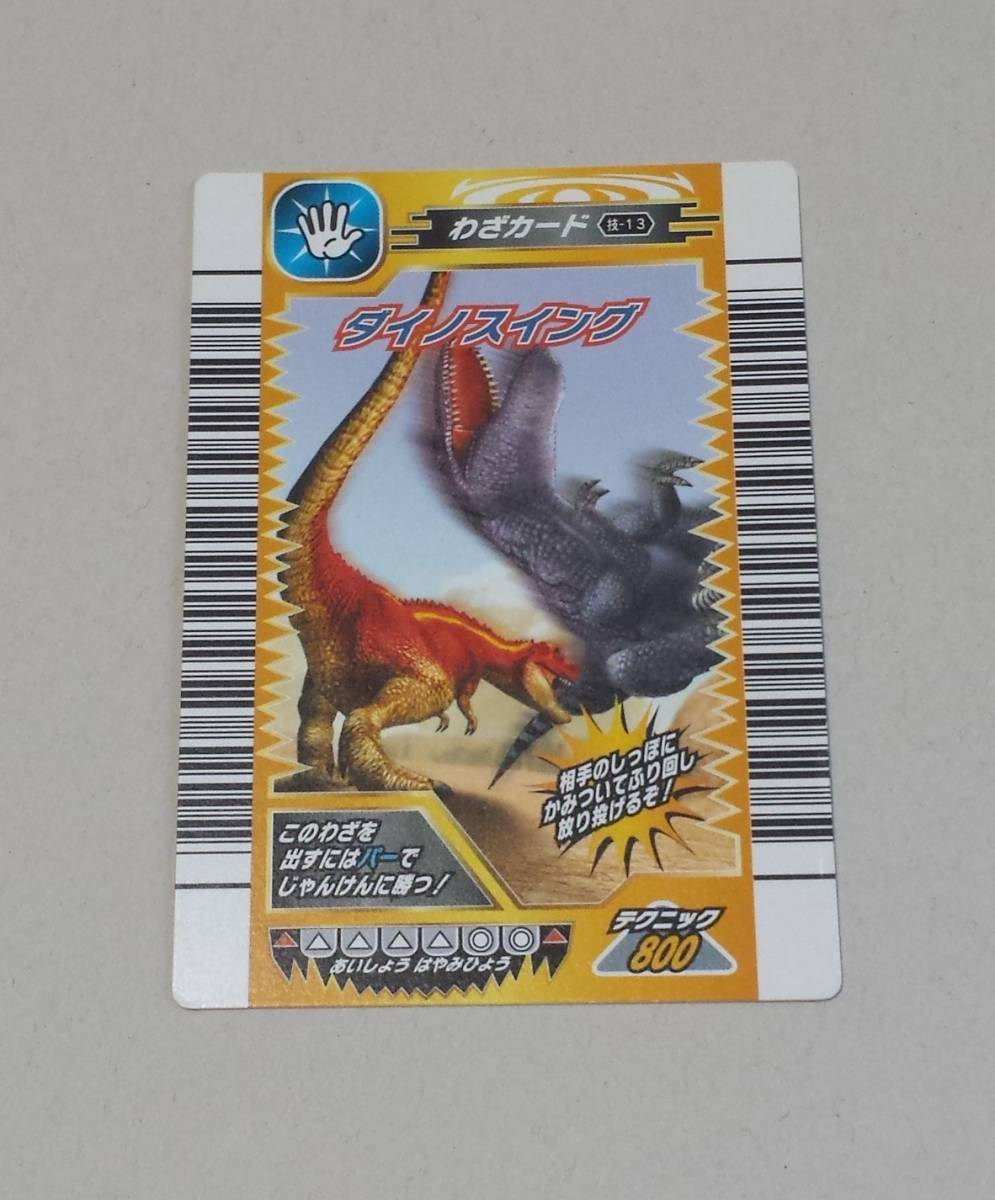 わざカード 技-13
ダイノスイング
相手のしっぽに
かみついてふり回し
放り投げるぞ!
このわざを
出すにはパーで
じゃんけんに勝つ!
あいしょう はやみひょう
テクニック
800